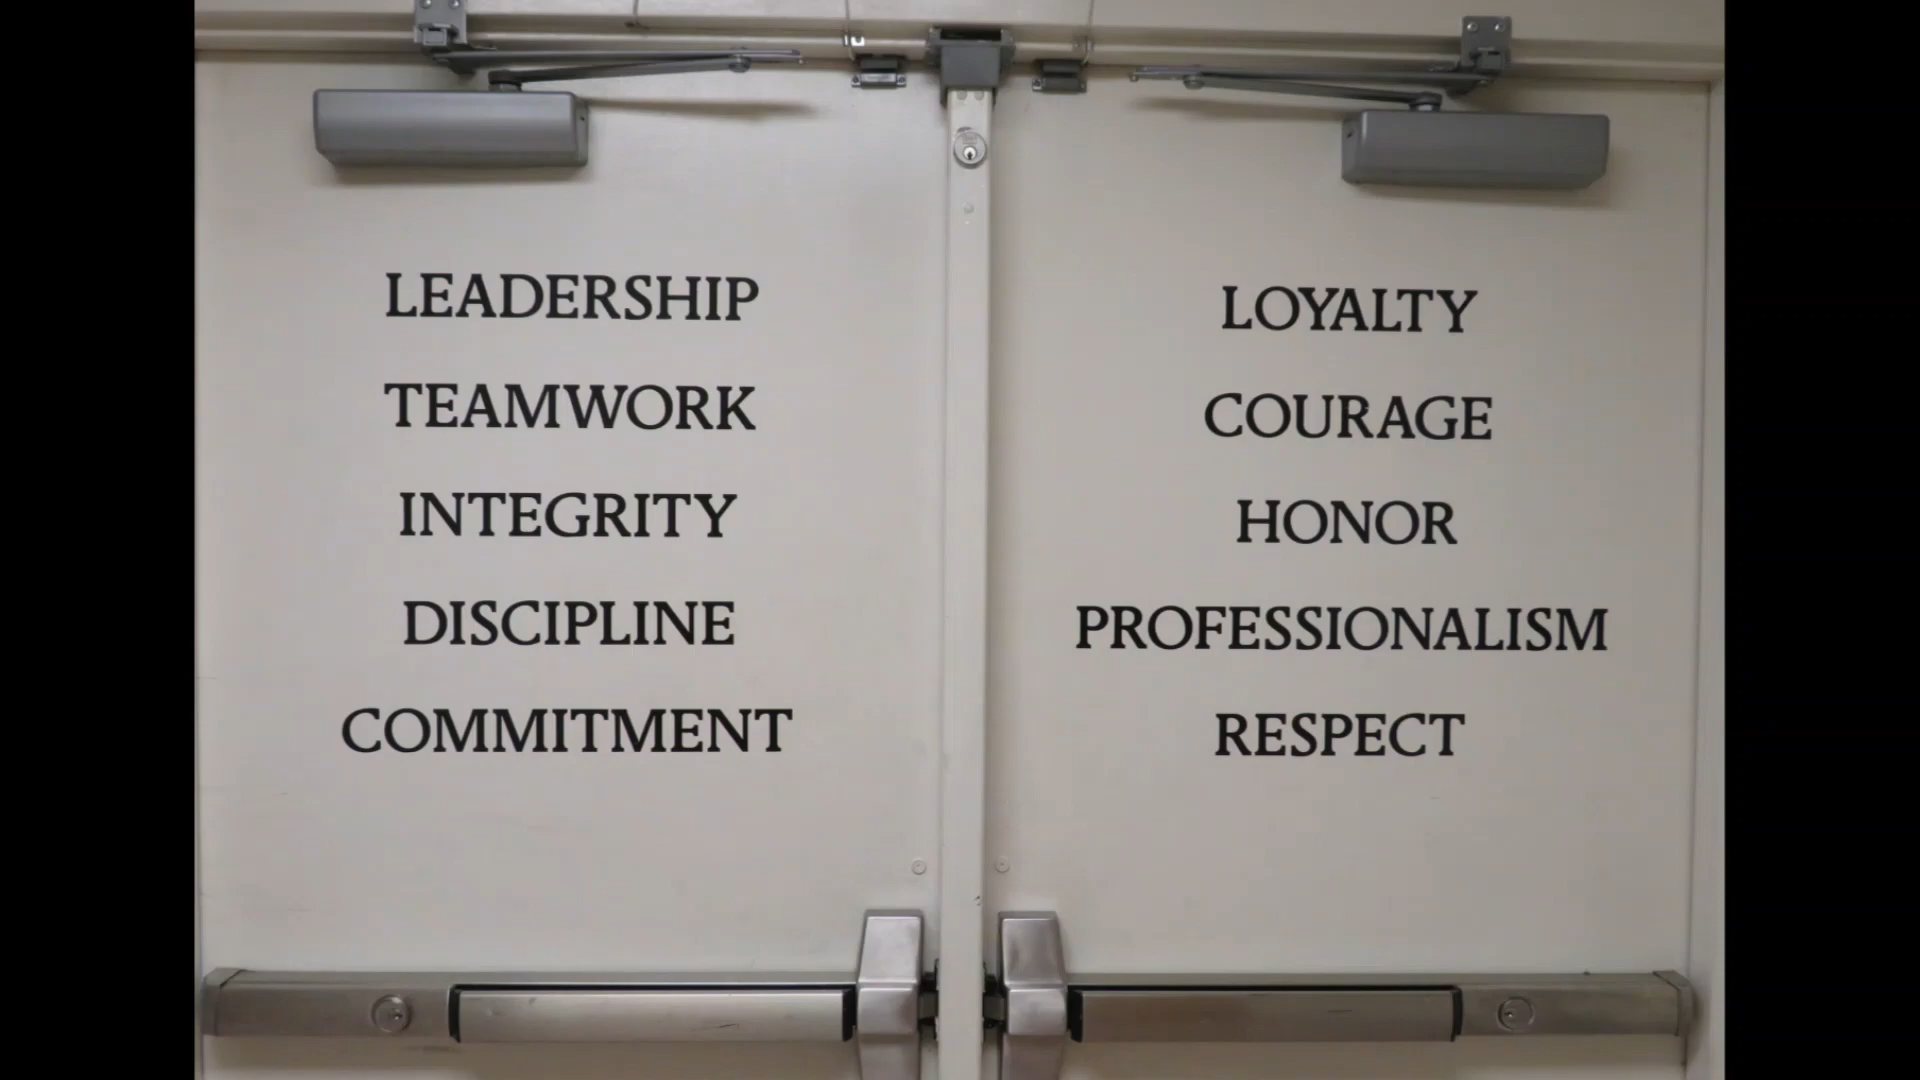 LEADERSHIP
TEAMWORK
INTEGRITY
DISCIPLINE
COMMITMENT
LOYALTY
COURAGE
HONOR
PROFESSIONALISM
RESPECT